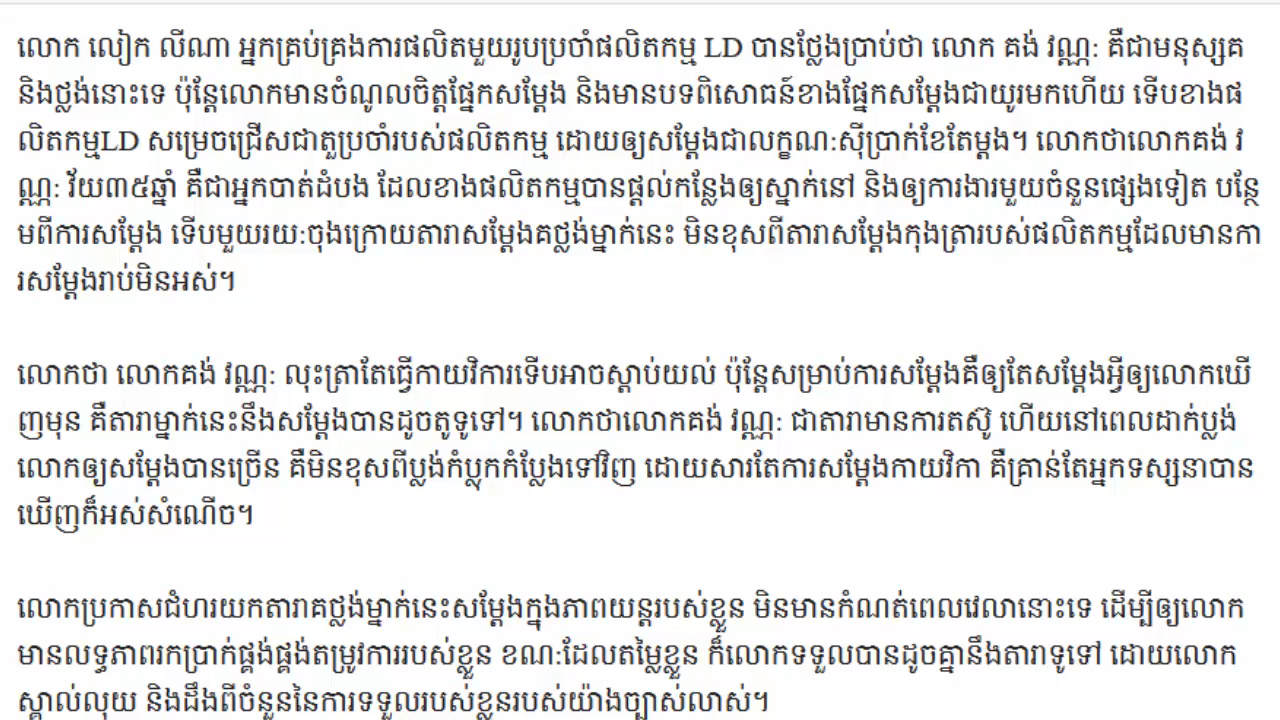 លោក លៀក លីណា អ្នកគ្រប់គ្រងការផលិតមួយរូបប្រចាំផលិតកម្ម LD បានថ្លែងប្រាប់ថា លោក គង់ វណ្ណៈ គឺជាមនុស្សគ
និងថ្លង់នោះទេ ប៉ុន្តែលោកមានចំណូលចិត្តផ្នែកសម្ដែង និងមានបទពិសោធន៍ខាងផ្នែកសម្ដែងជាយូរមកហើយ ទើបខាងផ
លិតកម្មLD សម្រេចជ្រើសជាតួប្រចាំរបស់ផលិតកម្ម ដោយឲ្យសម្ដែងជាលក្ខណៈស៊ីប្រាក់ខែតែម្ដង។ លោកថាលោកគង់ វ
ណ្ណៈ វ័យ៣៥ឆ្នាំ គឺជាអ្នកបាត់ដំបង ដែលខាងផលិតកម្មបានផ្ដល់កន្លែងឲ្យស្នាក់នៅ និងឲ្យការងារមួយចំនួនផ្សេងទៀត បន្ថែ
មពីការសម្ដែង ទើបមួយរយៈចុងក្រោយតារាសម្ដែងគថ្លង់ម្នាក់នេះ មិនខុសពីតារាសម្ដែងកុងត្រារបស់ផលិតកម្មដែលមានកា
រសម្ដែងរាប់មិនអស់។
លោកថា លោកគង់ វណ្ណៈ លុះត្រាតែធ្វើកាយវិការទើបអាចស្ដាប់យល់ ប៉ុន្តែសម្រាប់ការសម្ដែងគឺឲ្យតែសម្ដែងអ្វីឲ្យលោកឃើ
ញមុន គឺតារាម្នាក់នេះនឹងសម្ដែងបានដូចតូទូទៅ។ លោកថាលោកគង់ វណ្ណៈ ជាតារាមានការតស៊ូ ហើយនៅពេលដាក់ប្លង់
លោកឲ្យសម្ដែងបានច្រើន គឺមិនខុសពីប្លង់កំប្លុកកំប្លែងទៅវិញ ដោយសារតែការសម្ដែងកាយវិកា គឺគ្រាន់តែអ្នកទស្សនាបាន
ឃើញក៏អស់សំណើច។
លោកប្រកាសជំហរយកតារាគថ្លង់ម្នាក់នេះសម្ដែងក្នុងភាពយន្តរបស់ខ្លួន មិនមានកំណត់ពេលវេលានោះទេ ដើម្បីឲ្យលោក
មានលទ្ធភាពរកប្រាក់ផ្គង់ផ្គង់តម្រូវការរបស់ខ្លួន ខណៈដែលតម្លៃខ្លួន ក៏លោកទទួលបានដូចគ្នានឹងតារាទូទៅ ដោយលោក
ស្គាល់លុយ និងដឹងពីចំនួននៃការទទួលរបស់ខ្លួនរបស់យ៉ាងច្បាស់លាស់។